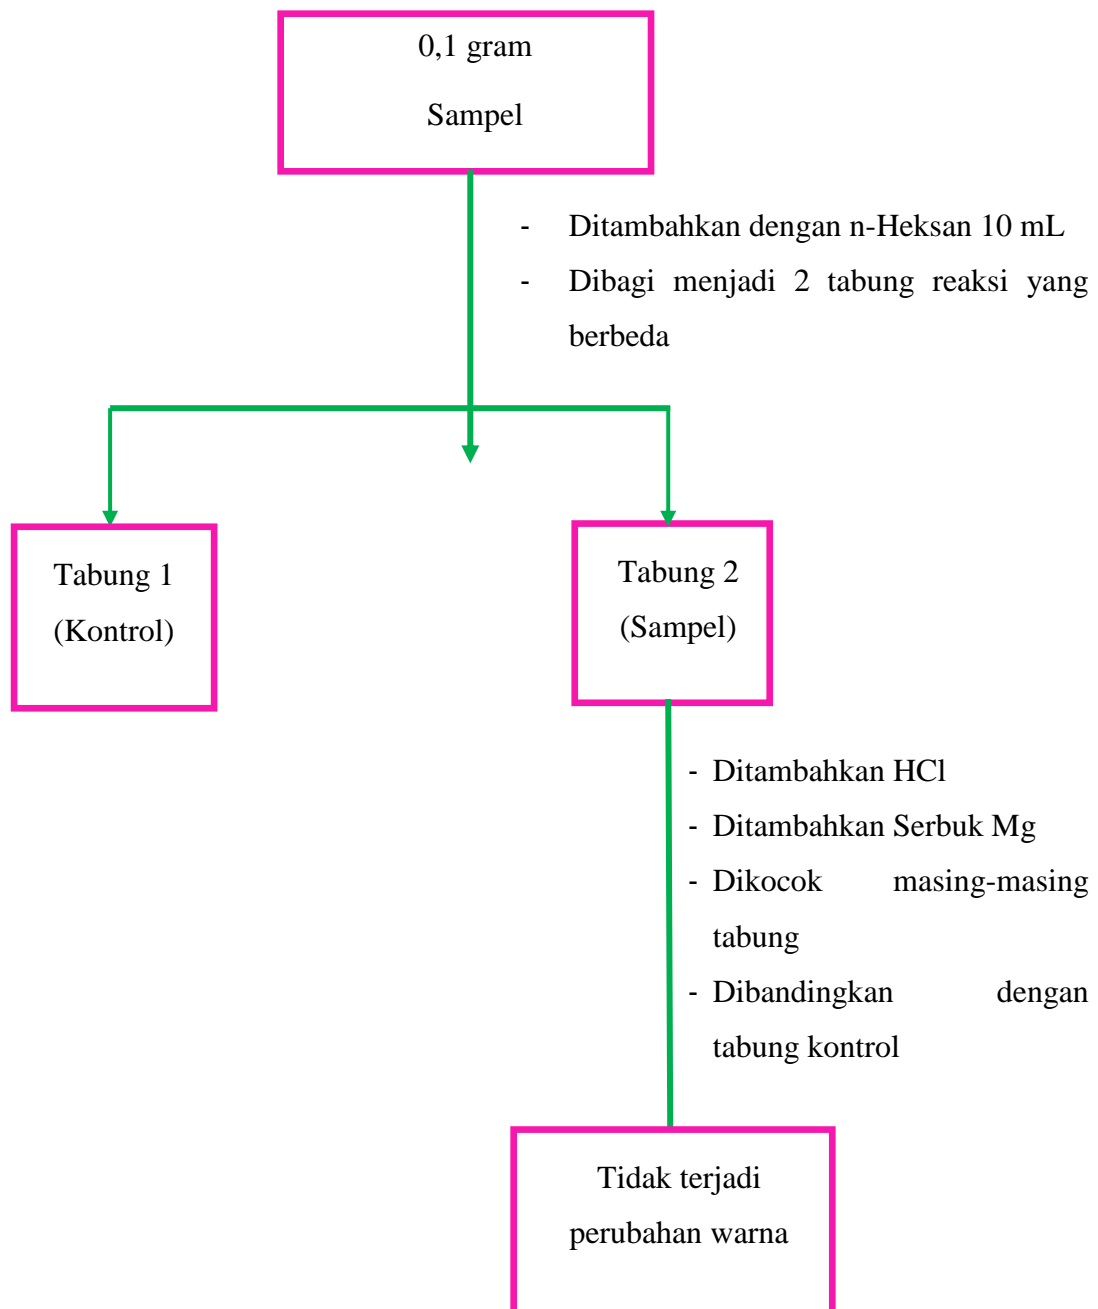 0,1 gram
Sampel
- Ditambahkan dengan n-Heksan 10 mL
- Dibagi menjadi 2 tabung reaksi yang
berbeda
Tabung 1
(Kontrol)
Tabung 2
(Sampel)
- Ditambahkan HCl
- Ditambahkan Serbuk Mg
- Dikocok masing-masing
tabung
- Dibandingkan dengan
tabung kontrol
Tidak terjadi
perubahan warna